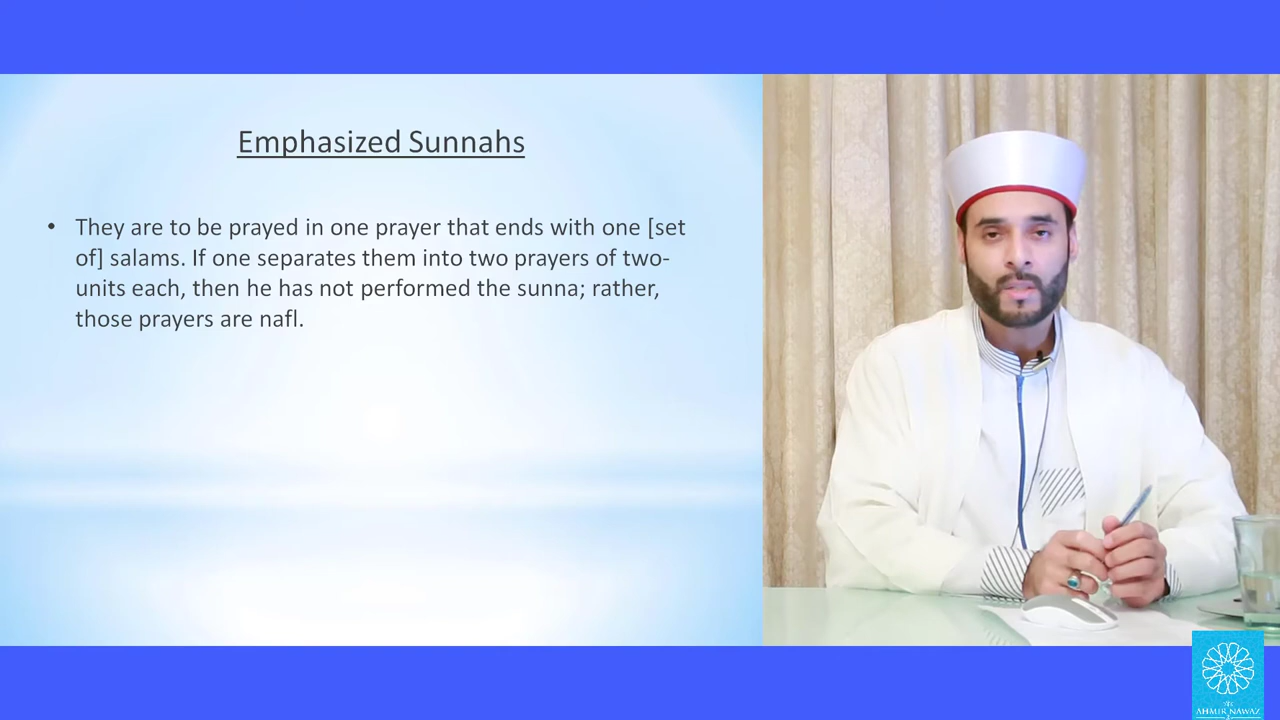 Emphasized Sunnahs
• They are to be prayed in one prayer that ends with one [set
of] salams. If one separates them into two prayers of two-
units each, then he has not performed the sunna; rather,
those prayers are nafl.
AHMIR NAWAZ